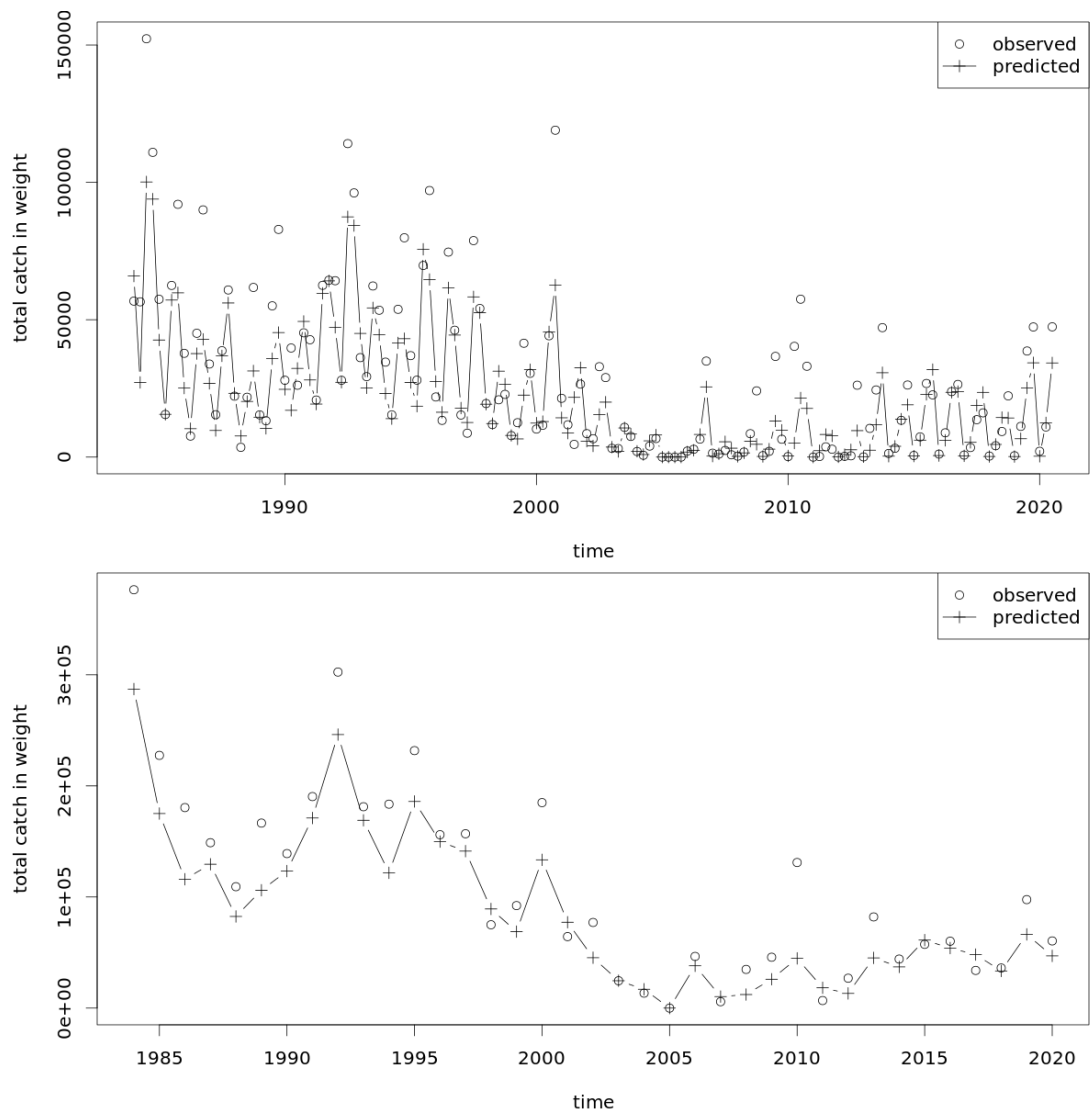 observed
predicted
total catch in weight
150000
100000
50000
0
1990
2000
2010
2020
time
observed
predicted
total catch in weight
3e+05
2e+05
1e+05
0e+00
1985
1990
1995
2000
2005
2010
2015
2020
time